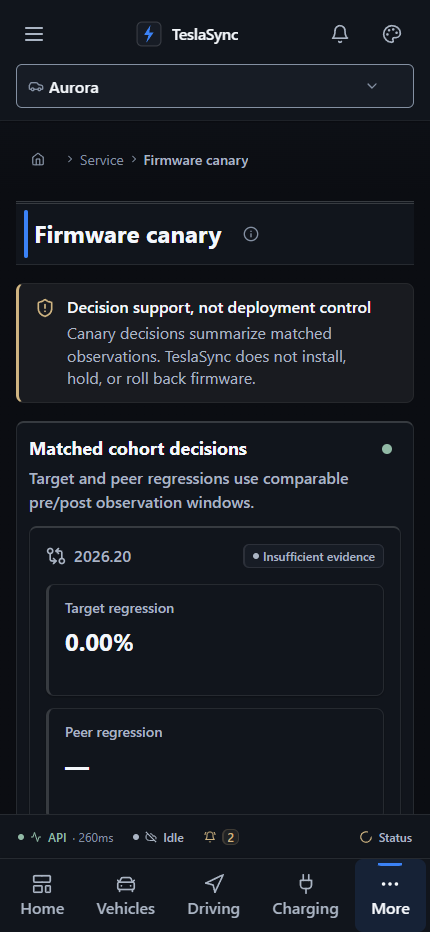 TeslaSync
Aurora
Service
Firmware canary
Firmware canary
Decision support, not deployment control
Canary decisions summarize matched
observations. TeslaSync does not install,
hold, or roll back firmware.
Matched cohort decisions
Target and peer regressions use comparable
pre/post observation windows.
2026.20
Insufficient evidence
Target regression
0.00%
Peer regression
—
API · 260ms
Idle
2
Status
Home
Vehicles
Driving
Charging
More